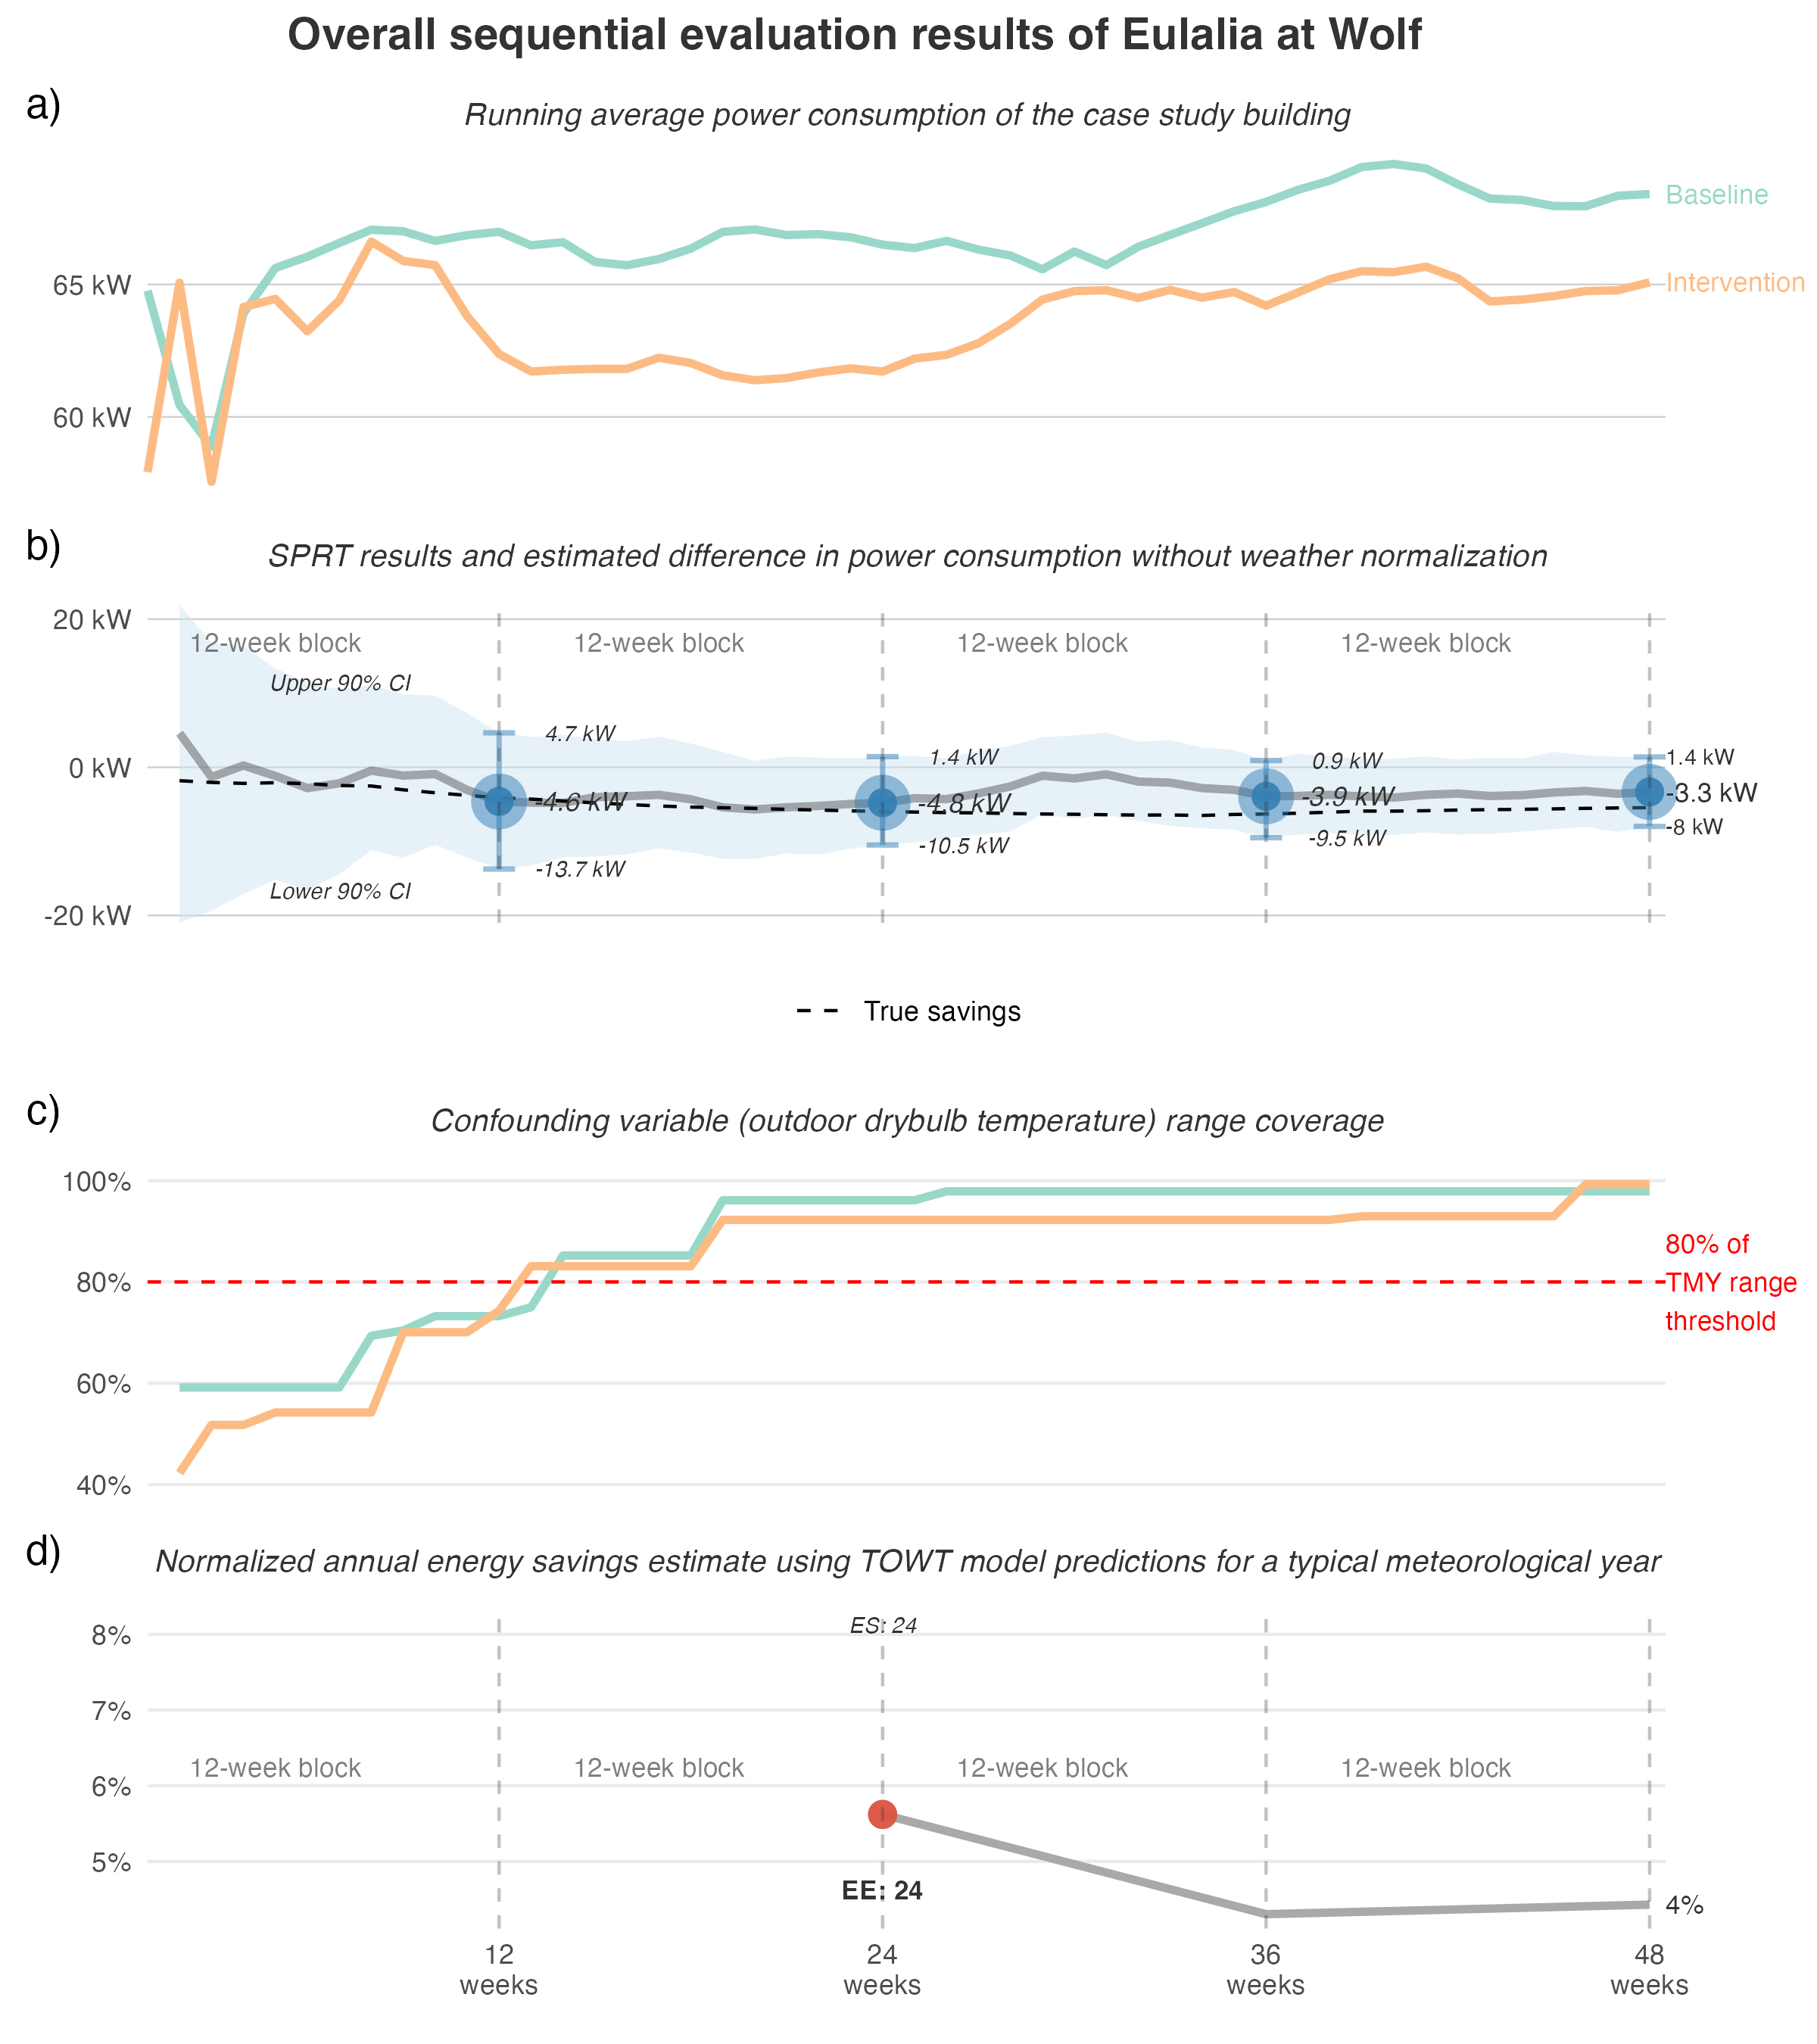 Overall sequential evaluation results of Eulalia at Wolf
a)
Running average power consumption of the case study building
Baseline
65 kW
Intervention
60 kW
b)
SPRT results and estimated difference in power consumption without weather normalization
20 kW
12-week block
12-week block
12-week block
12-week block
Upper 90% CI
4.7 kW
1.4 kW
0.9 kW
1.4 kW
0 kW
-4.6 kW
-4.8 kW
-3.9 kW
-3.3 kW
-13.7 kW
-10.5 kW
-9.5 kW
-8 kW
Lower 90% CI
-20 kW
True savings
c)
Confounding variable (outdoor drybulb temperature) range coverage
100%
80%
60%
40%
80% of
TMY range
threshold
d)
Normalized annual energy savings estimate using TOWT model predictions for a typical meteorological year
ES: 24
8%
7%
12-week block
12-week block
12-week block
12-week block
6%
5%
EE: 24
4%
12
weeks
24
weeks
36
weeks
48
weeks